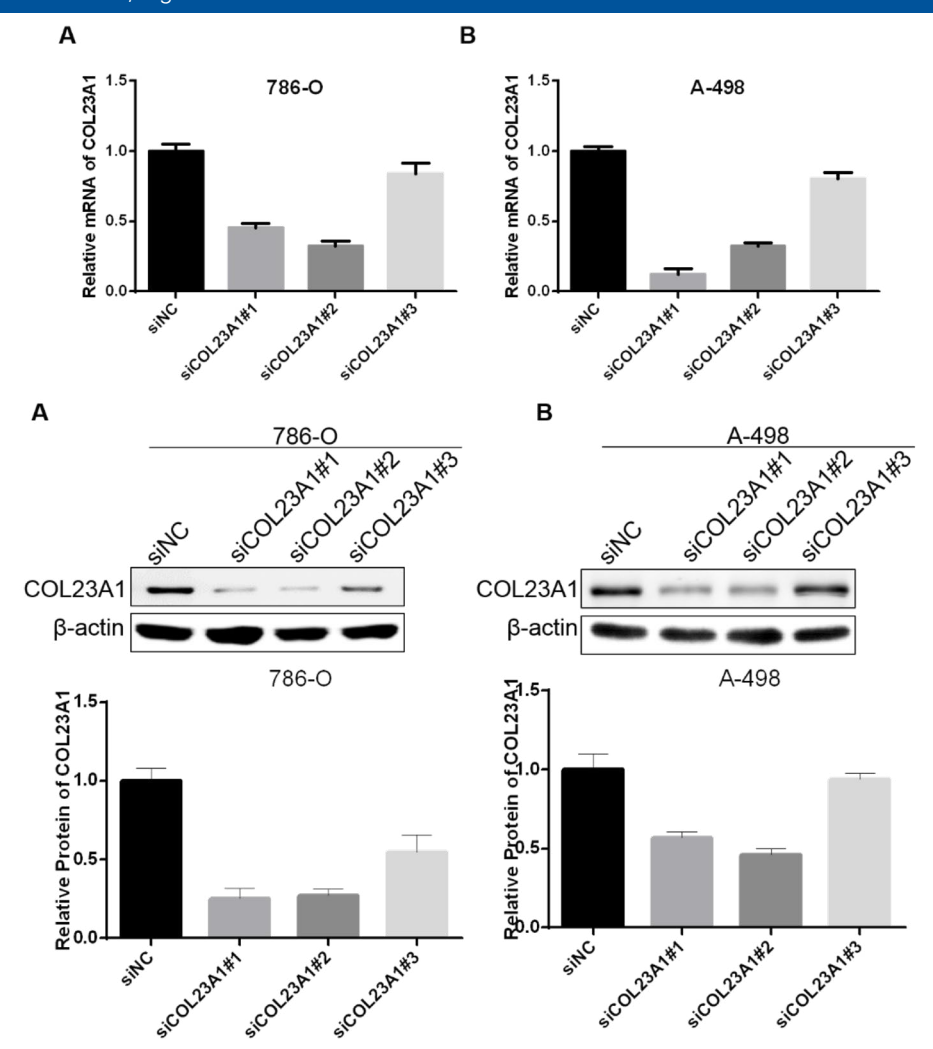 A
B
786-O
A-498
Relative mRNA of COL23A1
1.5
1.0
0.5
0.0
siNC
siCOL23A1#1
siCOL23A1#2
siCOL23A1#3
Relative mRNA of COL23A1
1.5
1.0
0.5
0.0
siNC
siCOL23A1#1
siCOL23A1#2
siCOL23A1#3
A
786-O
siNC
siCOL23A1#1
siCOL23A1#2
siCOL23A1#3
COL23A1
β-actin
786-O
Relative Protein of COL23A1
1.5
1.0
0.5
0.0
siNC
siCOL23A1#1
siCOL23A1#2
siCOL23A1#3
B
A-498
siNC
siCOL23A1#1
siCOL23A1#2
siCOL23A1#3
COL23A1
β-actin
A-498
Relative Protein of COL23A1
1.5
1.0
0.5
0.0
siNC
siCOL23A1#1
siCOL23A1#2
siCOL23A1#3